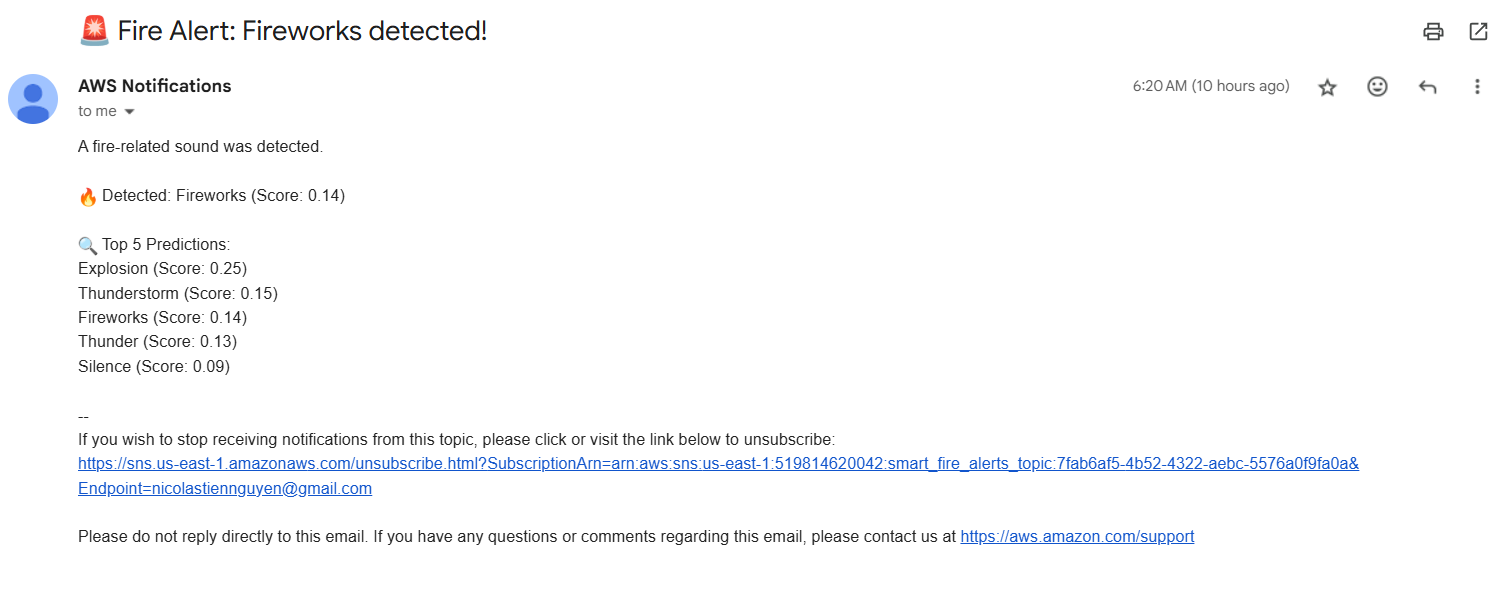 🚨 Fire Alert: Fireworks detected!
AWS Notifications
6:20 AM (10 hours ago)
to me
A fire-related sound was detected.
🔥 Detected: Fireworks (Score: 0.14)
🔍 Top 5 Predictions:
Explosion (Score: 0.25)
Thunderstorm (Score: 0.15)
Fireworks (Score: 0.14)
Thunder (Score: 0.13)
Silence (Score: 0.09)
--
If you wish to stop receiving notifications from this topic, please click or visit the link below to unsubscribe:
https://sns.us-east-1.amazonaws.com/unsubscribe.html?SubscriptionArn=arn:aws:sns:us-east-1:519814620042:smart_fire_alerts_topic:7fab6af5-4b52-4322-aebc-5576a0f9fa0a&
Endpoint=nicolastiennguyen@gmail.com
Please do not reply directly to this email. If you have any questions or comments regarding this email, please contact us at https://aws.amazon.com/support